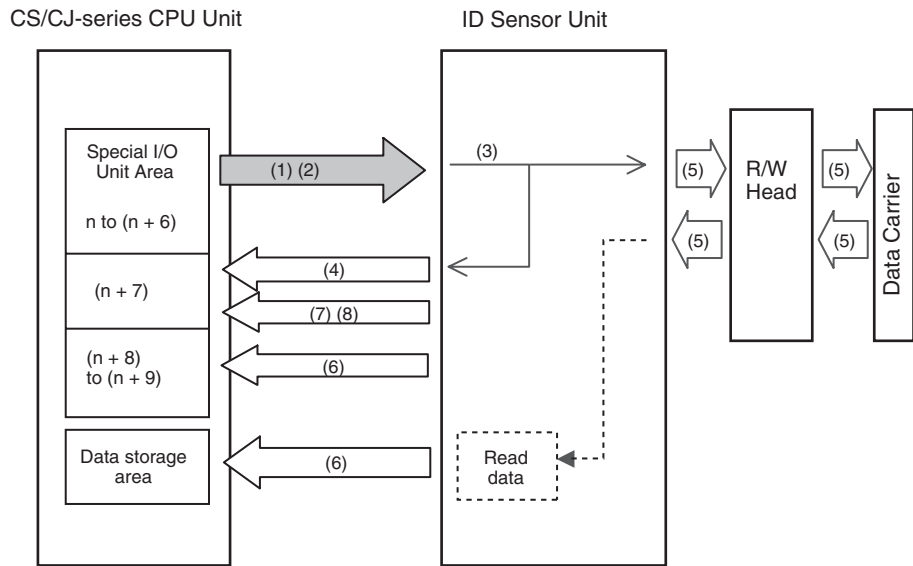 CS/CJ-series CPU Unit
ID Sensor Unit
Special I/O
Unit Area
n to (n + 6)
(n + 7)
(n + 8)
to (n + 9)
Data storage
area
(1) (2)
(4)
(7) (8)
(6)
(6)
(3)
Read
data
(5)
(5)
R/W
Head
(5)
(5)
Data Carrier